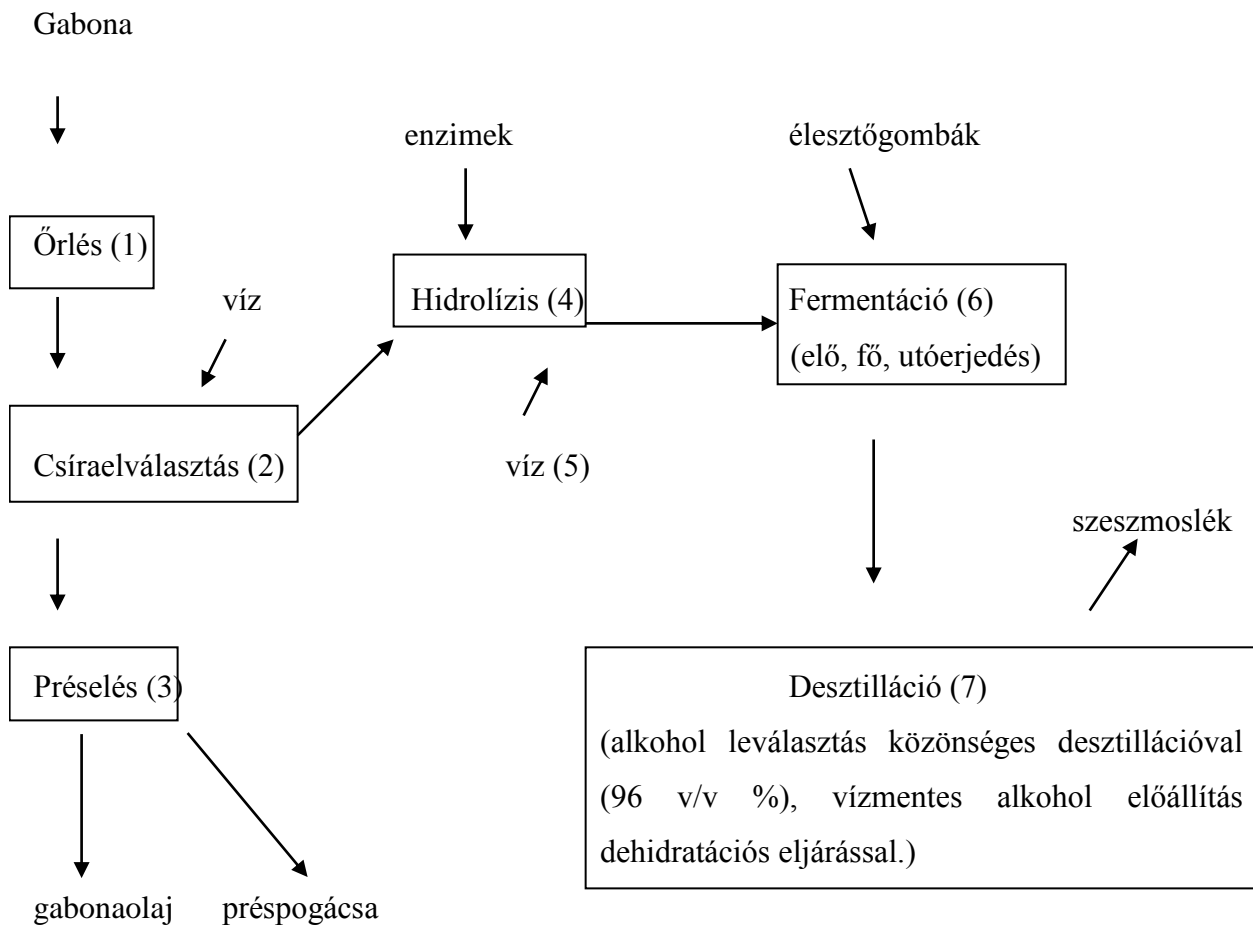 Gabona
enzimek
élesztőgombák
Őrlés (1)
víz
Hidrolízis (4)
Fermentáció (6)
(elő, fő, utóerjedés)
Csíraelválasztás (2)
víz (5)
szeszmoslék
Préselés (3)
Desztilláció (7)
(alkohol leválasztás közönséges desztillációval
(96 v/v %), vízmentes alkohol előállítás
dehidratációs eljárással.)
gabonaolaj
préspogácsa